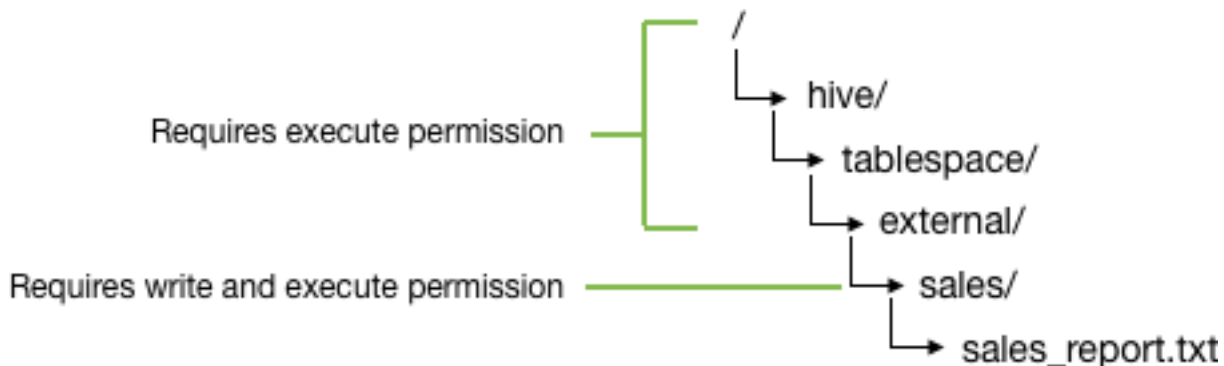 /
hive/
Requires execute permission
tablespace/
external/
Requires write and execute permission
sales/
sales_report.txt